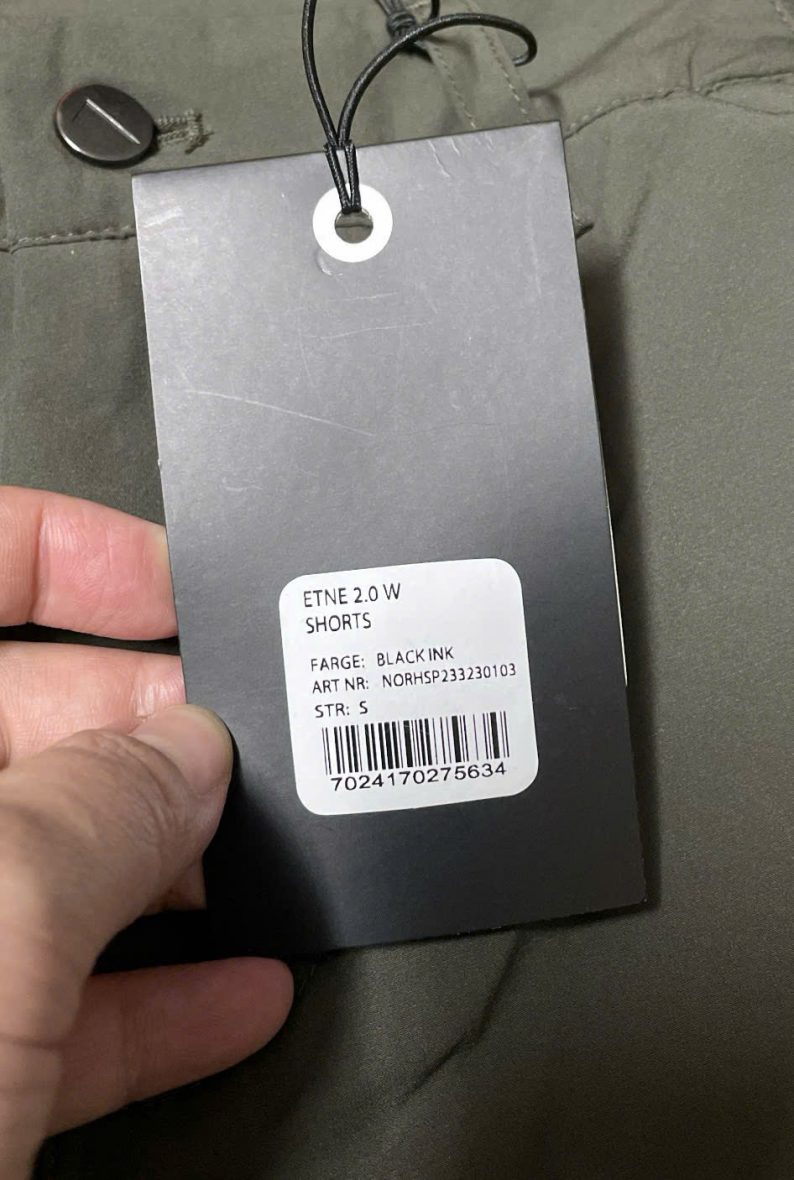 ETNE 2.0 W
SHORTS
FARGE: BLACK INK
ART NR: NORHSP233230103
STR: S
7024170275634